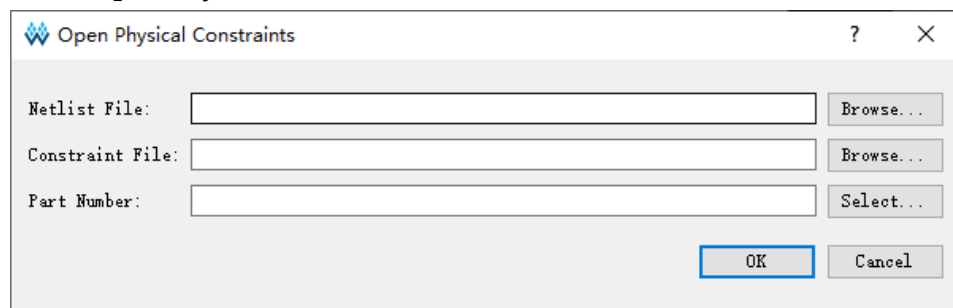 Open Physical Constraints ?
Netlist File: Browse...
Constraint File: Browse...
Part Number: Select...
OK Cancel